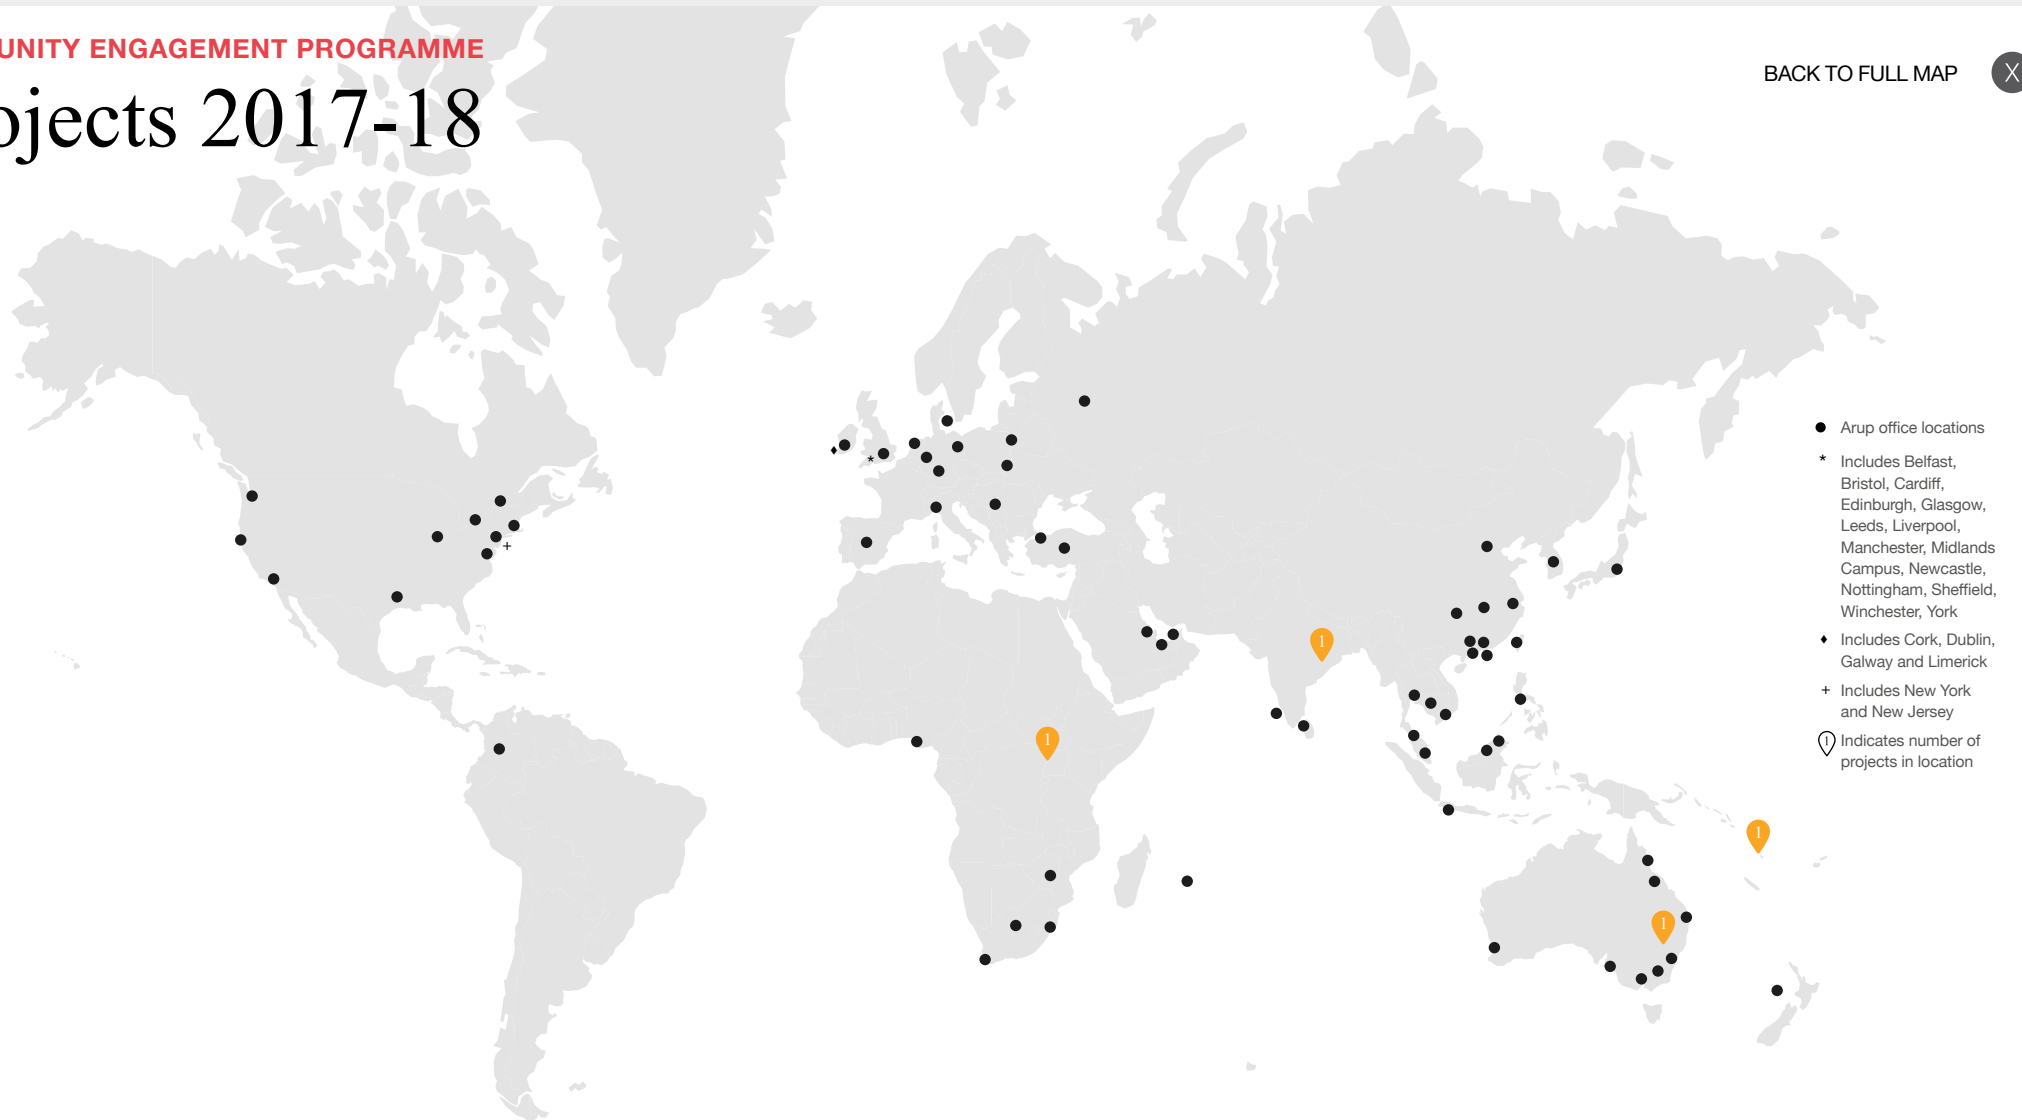 UNITY ENGAGEMENT PROGRAMME
ojects 2017-18
BACK TO FULL MAP
X
Arup office locations
* Includes Belfast,
Bristol, Cardiff,
Edinburgh, Glasgow,
Leeds, Liverpool,
Manchester, Midlands
Campus, Newcastle,
Nottingham, Sheffield,
Winchester, York
♦ Includes Cork, Dublin,
Galway and Limerick
+ Includes New York
and New Jersey
1 Indicates number of
projects in location
♦
*
+
1
1
1
1